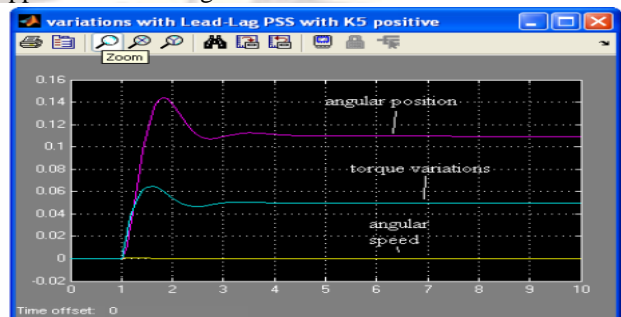 variations with Lead-Lag PSS with K5 positive
Zoom
0.16
0.14
0.12
0.1
0.08
0.06
0.04
0.02
0
-0.02
angular position
torque variations
angular
speed
0 1 2 3 4 5 6 7 8 9 10
Time offset: 0